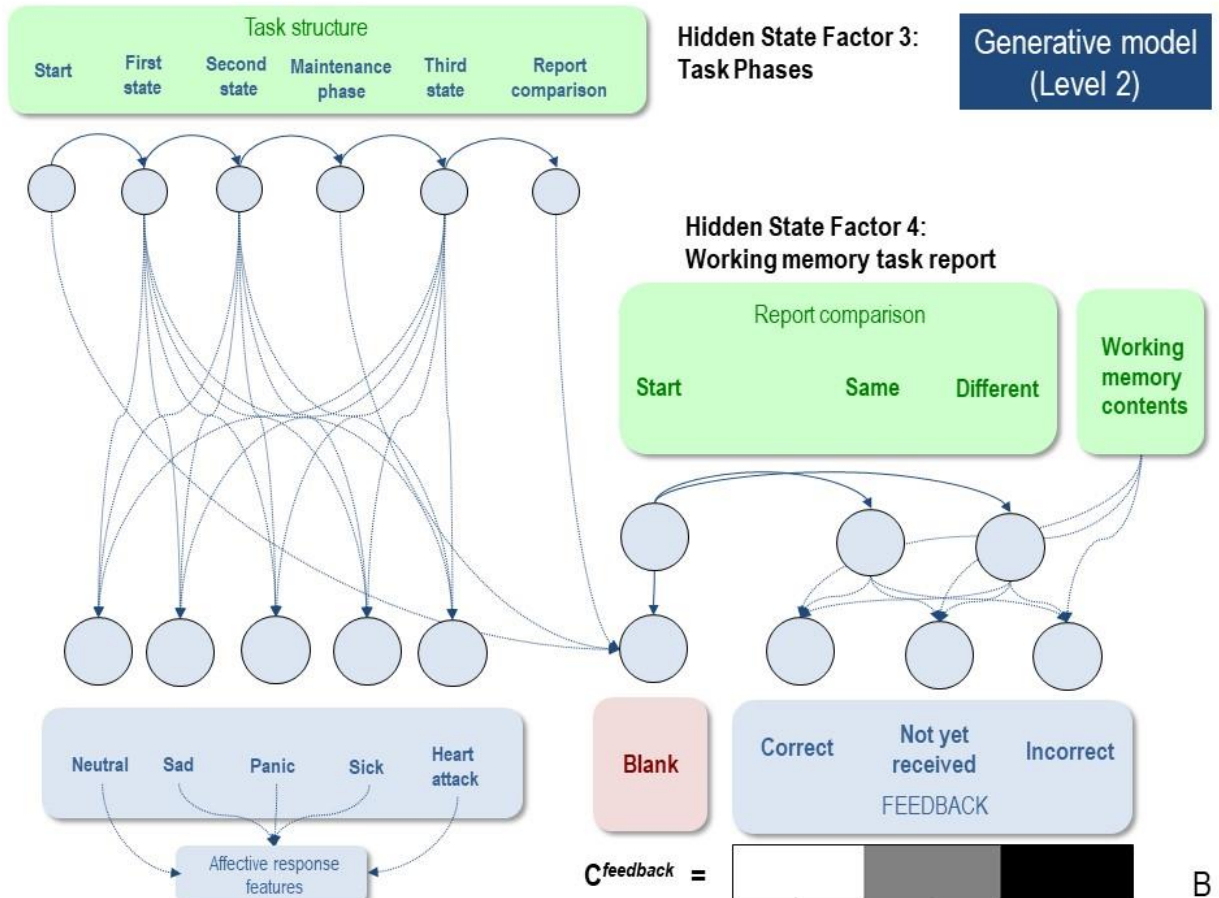 Task structure
Start
First
state
Second
state
Maintenance
phase
Third
state
Report
comparison
Hidden State Factor 3:
Task Phases
Generative model
(Level 2)
Hidden State Factor 4:
Working memory task report
Report comparison
Start
Same
Different
Working
memory
contents
Neutral
Sad
Panic
Sick
Heart
attack
Affective response
features
Blank
Correct
Not yet
received
Incorrect
FEEDBACK
Cfeedback =
B